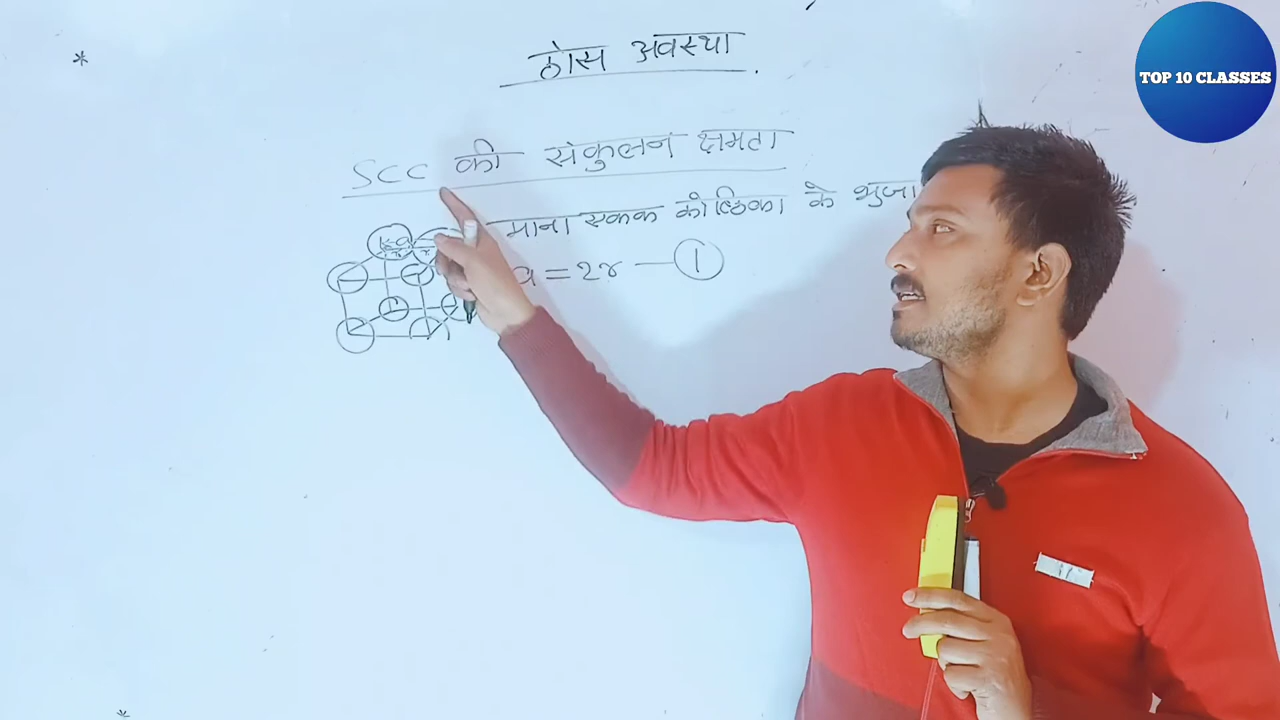 TOP 10 CLASSES
ठोस अवस्था
SCC की संकुलन क्षमता
माना एकक कोष्ठिका के भुजा
a = 2r — ①